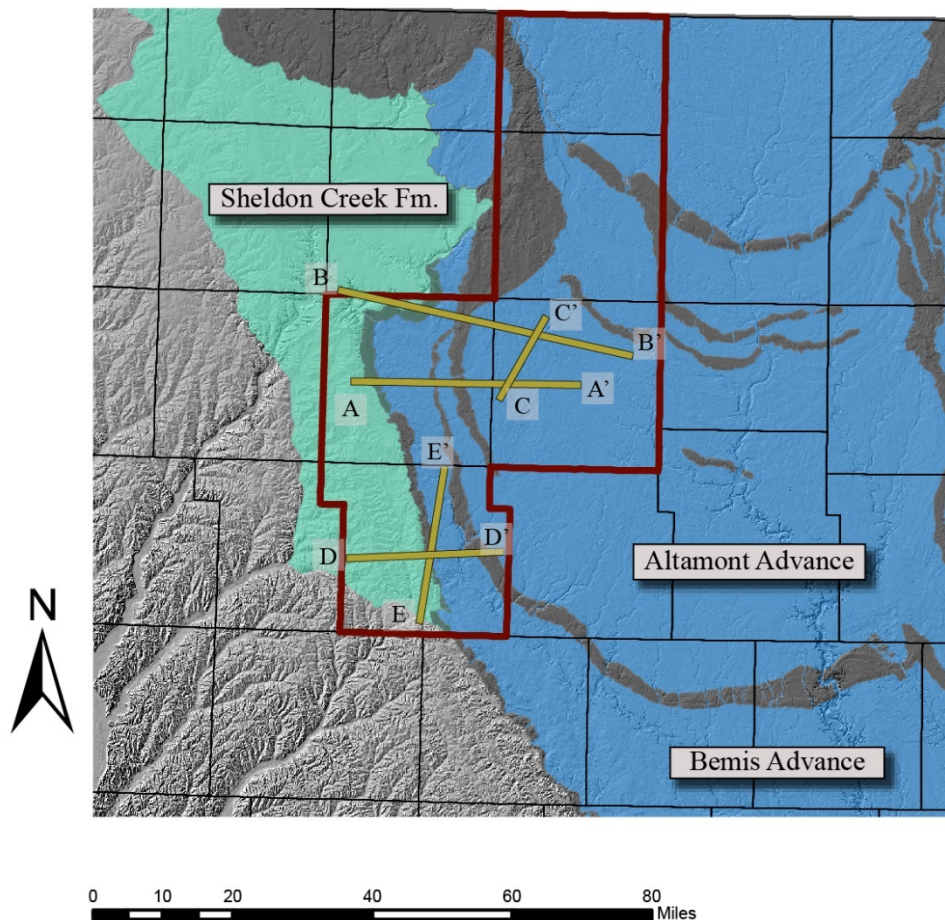 Sheldon Creek Fm.
B
C'
B'
A
A'
C
E'
D
D'
Altamont Advance
E
N
Bemis Advance
0 10 20 40 60 80
Miles